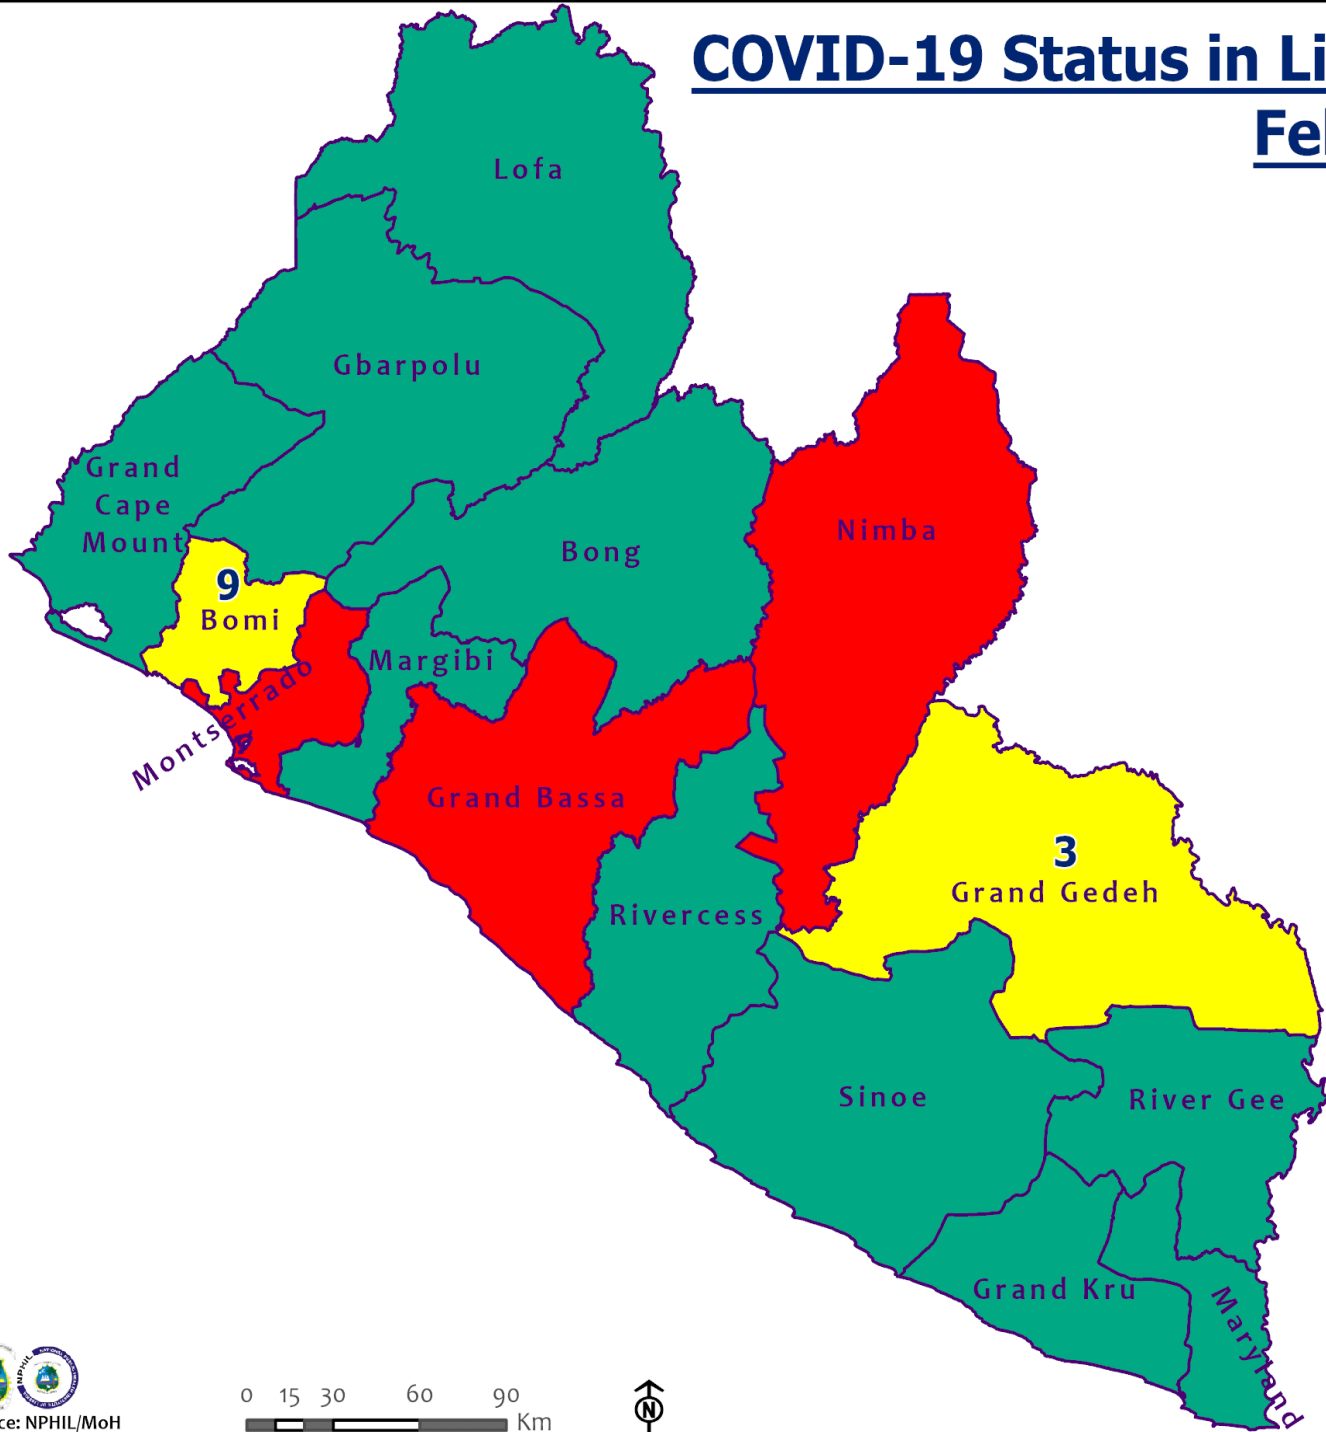 COVID-19 Status in Li
Fe
Lofa
Gbarpolu
Grand
Cape
Mount
Nimba
Bong
9
Bomi
Margibi
Montserrado
Grand Bassa
3
Grand Gedeh
Rivercess
Sinoe
River Gee
Grand Kru
Maryland
0 15 30 60 90
Km
N
NPHIL
ce: NPHIL/MoH